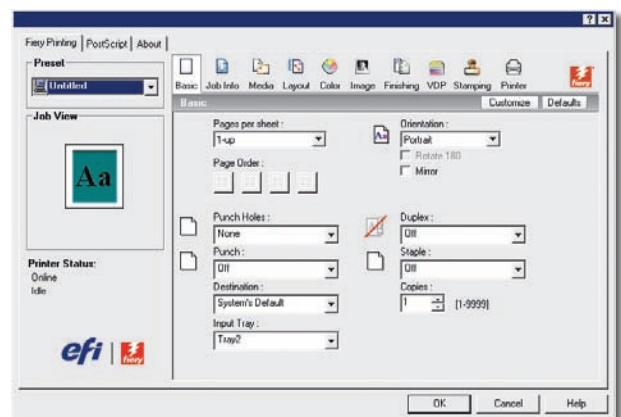 Fiery Printing PostScript About
Preset
Untitled
Basic Job Info Media Layout Color Image Finishing VDP Stamping Printer
fiery
Basic Customize Defaults
Job View
Aa
Pages per sheet :
1-up
Page Order :
Orientation :
Portrait
Rotate 180
Mirror
Punch Holes :
None
Duplex :
Off
Punch :
Off
Staple :
Off
Printer Status:
Online
Idle
Destination :
System's Default
Copies :
1 [1-9999]
Input Tray :
Tray2
efi fiery
OK Cancel Help